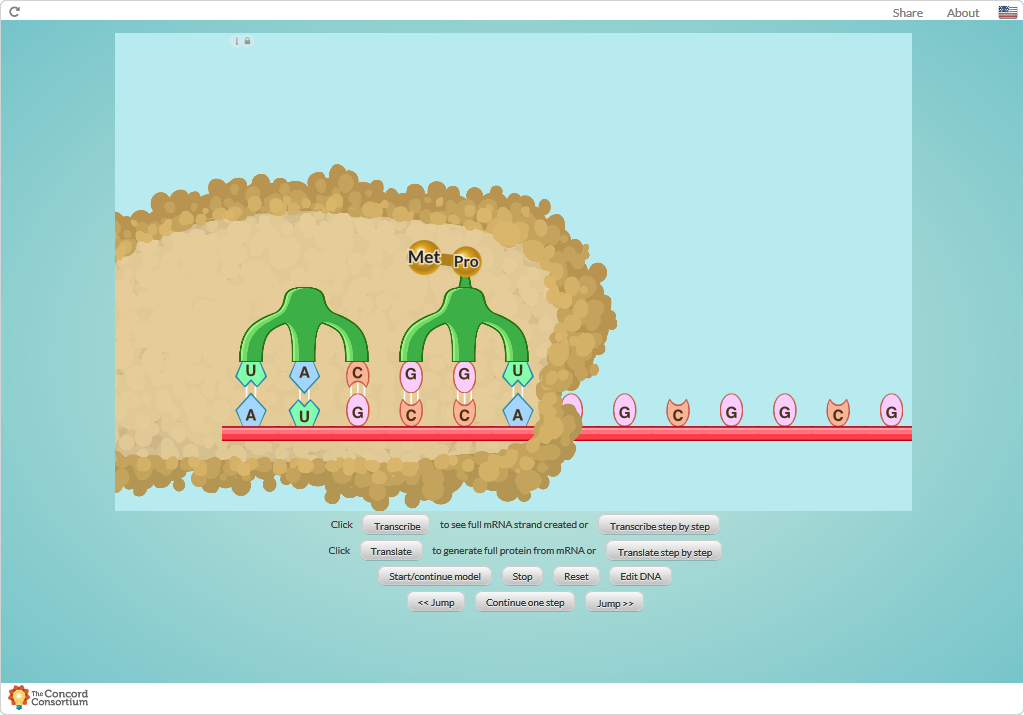 Share About
Met Pro
U A C G G U
A U G C C A G C G G C G
Click Transcribe to see full mRNA strand created or Transcribe step by step
Click Translate to generate full protein from mRNA or Translate step by step
Start/continue model Stop Reset Edit DNA
<< Jump Continue one step Jump >>
The Concord
Consortium